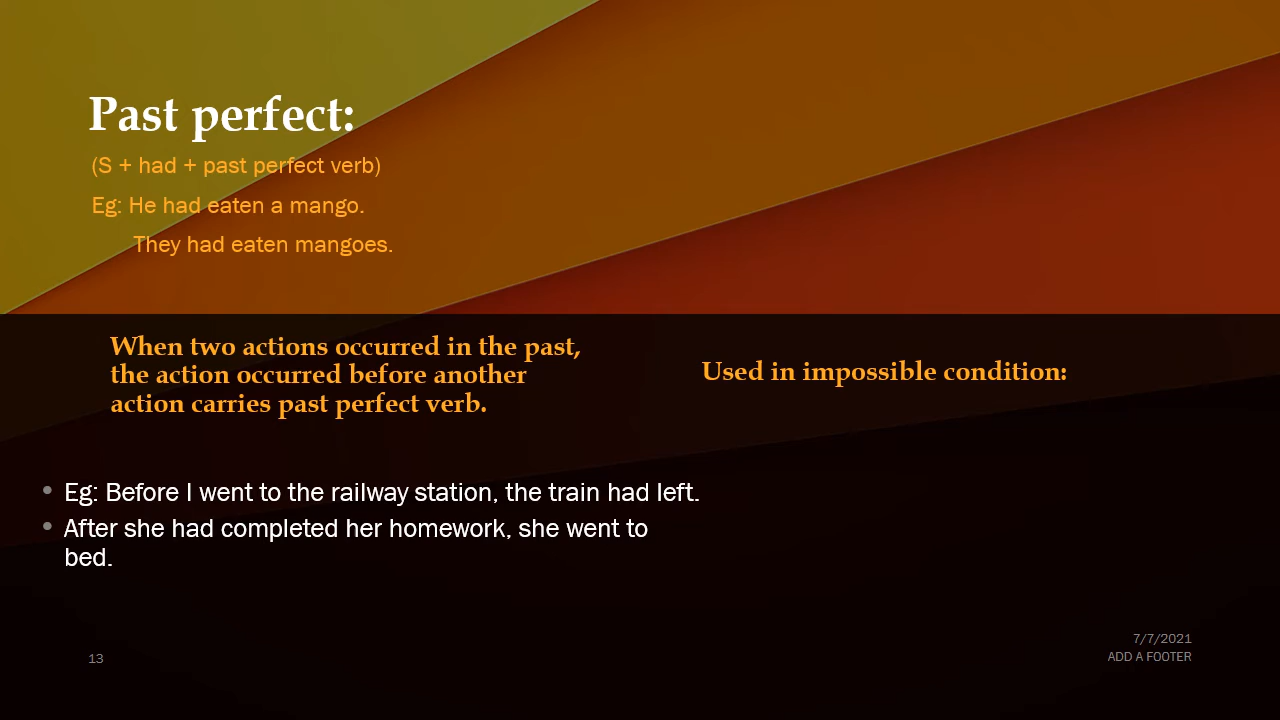 Past perfect:
(S + had + past perfect verb)
Eg: He had eaten a mango.
They had eaten mangoes.
When two actions occurred in the past,
the action occurred before another
action carries past perfect verb.
Used in impossible condition:
• Eg: Before I went to the railway station, the train had left.
• After she had completed her homework, she went to
bed.
13
7/7/2021
ADD A FOOTER